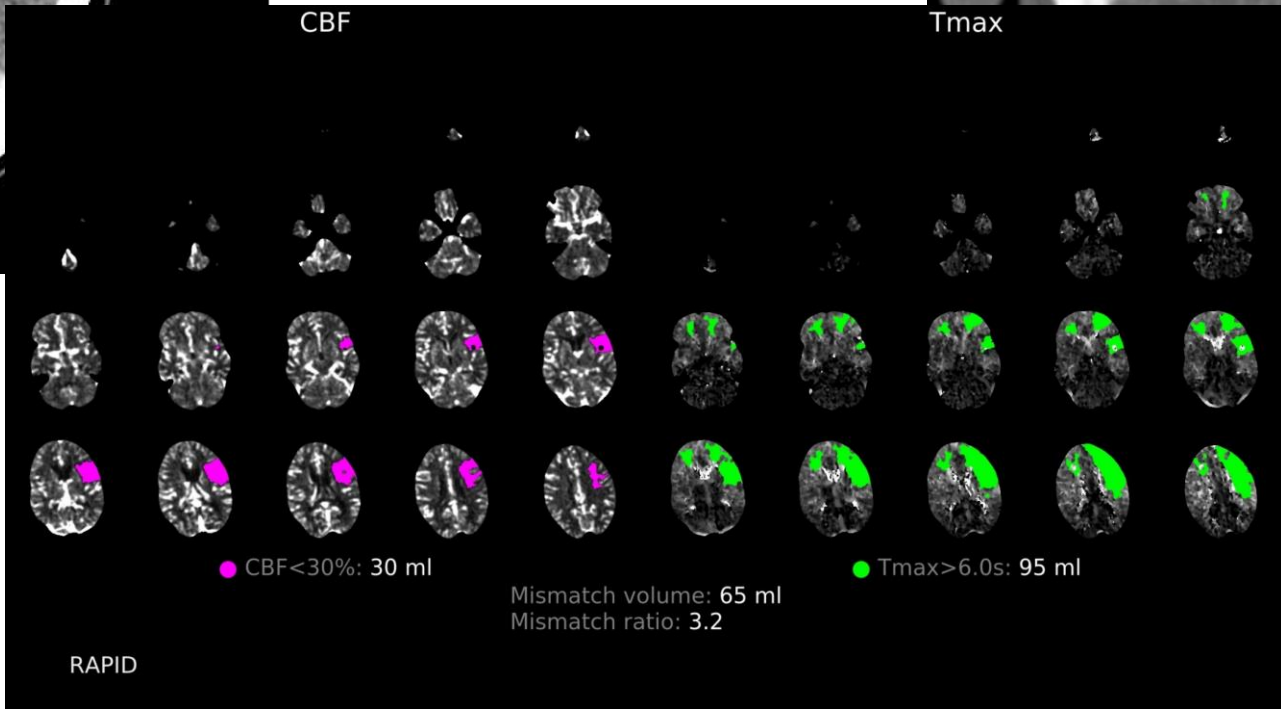 CBF
Tmax
CBF<30%: 30 ml
Tmax>6.0s: 95 ml
Mismatch volume: 65 ml
Mismatch ratio: 3.2
RAPID